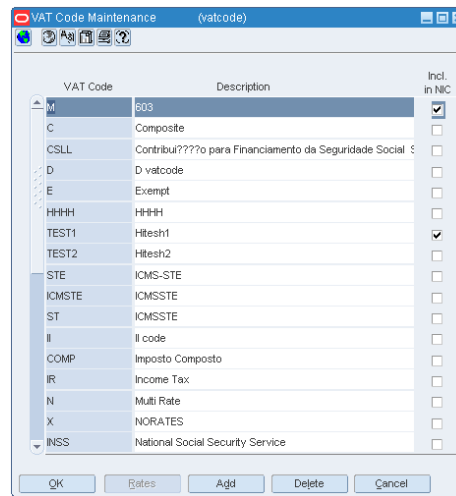 VAT Code Maintenance (vatcode)
Incl.
VAT Code Description in NIC
M 603
C Composite
CSLL Contribui????o para Financiamento da Seguridade Social
D D vatcode
E Exempt
HHHH HHHH
TEST1 Hitesh1
TEST2 Hitesh2
STE ICMS-STE
ICMSTE ICMSSTE
ST ICMSSTE
II II code
COMP Imposto Composto
IR Income Tax
N Multi Rate
X NORATES
INSS National Social Security Service
OK Rates Add Delete Cancel